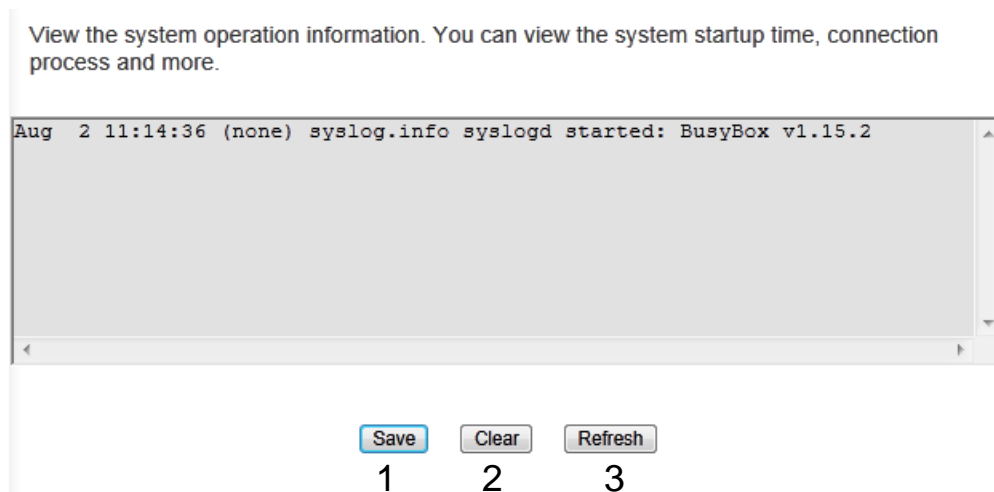 View the system operation information. You can view the system startup time, connection
process and more.
Aug  2 11:14:36 (none) syslog.info syslogd started: BusyBox v1.15.2
Save Clear Refresh
1 2 3